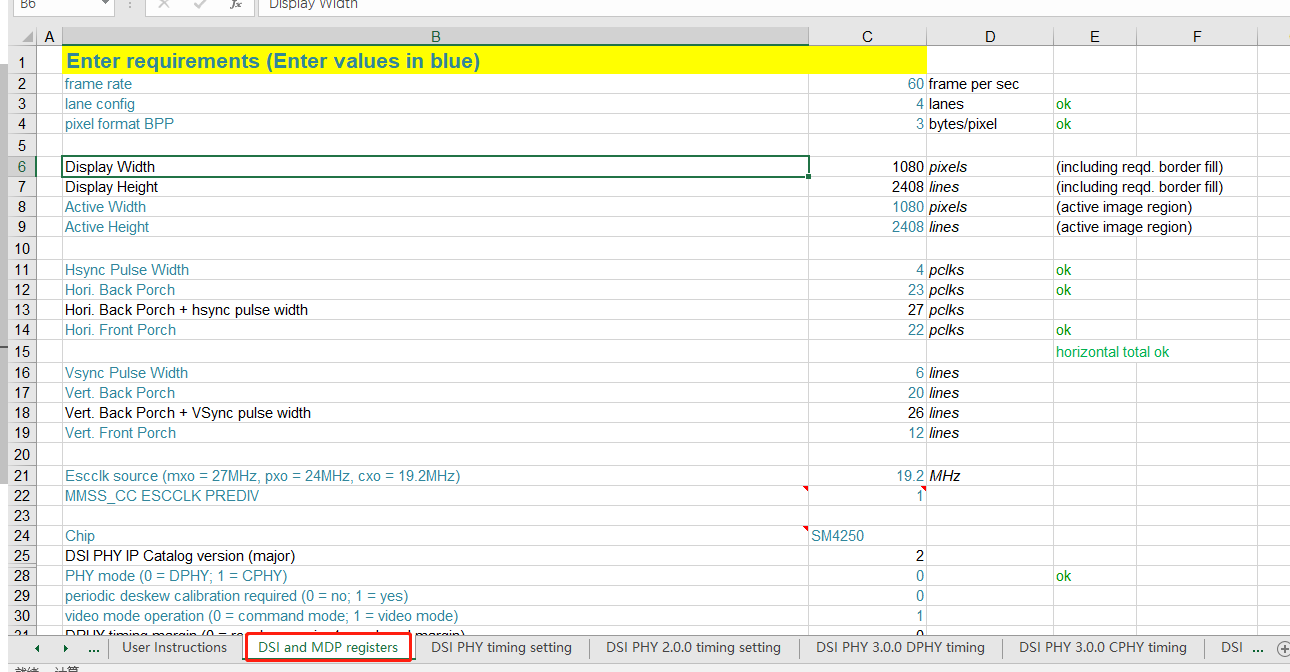 B6 fx Display Width
A B C D E F
1 Enter requirements (Enter values in blue)
2 frame rate 60 frame per sec
3 lane config 4 lanes ok
4 pixel format BPP 3 bytes/pixel ok
5
6 Display Width 1080 pixels (including reqd. border fill)
7 Display Height 2408 lines (including reqd. border fill)
8 Active Width 1080 pixels (active image region)
9 Active Height 2408 lines (active image region)
10
11 Hsync Pulse Width 4 pclks ok
12 Hori. Back Porch 23 pclks ok
13 Hori. Back Porch + hsync pulse width 27 pclks
14 Hori. Front Porch 22 pclks ok
15 horizontal total ok
16 Vsync Pulse Width 6 lines
17 Vert. Back Porch 20 lines
18 Vert. Back Porch + VSync pulse width 26 lines
19 Vert. Front Porch 12 lines
20
21 Escclk source (mxo = 27MHz, pxo = 24MHz, cxo = 19.2MHz) 19.2 MHz
22 MMSS_CC ESCCLK PREDIV 1
23
24 Chip SM4250
25 DSI PHY IP Catalog version (major) 2
28 PHY mode (0 = DPHY; 1 = CPHY) 0 ok
29 periodic deskew calibration required (0 = no; 1 = yes) 0
30 video mode operation (0 = command mode; 1 = video mode) 1
31 DPHY timing margin (0 = margin) 0
... User Instructions DSI and MDP registers DSI PHY timing setting DSI PHY 2.0.0 timing setting DSI PHY 3.0.0 DPHY timing DSI PHY 3.0.0 CPHY timing DSI ...
就绪 计算